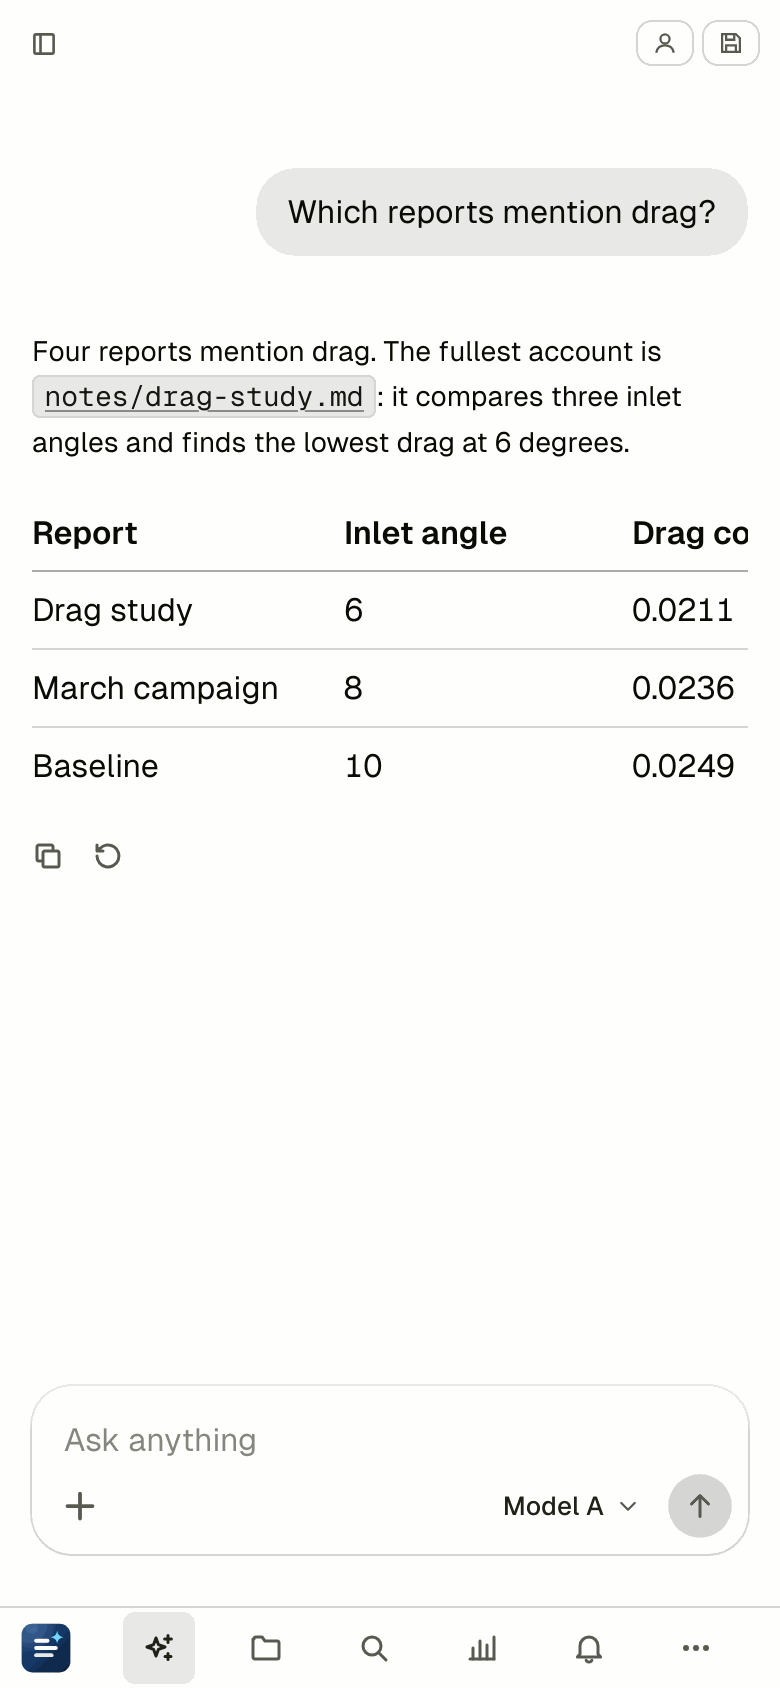 Which reports mention drag?
Four reports mention drag. The fullest account is
notes/drag-study.md : it compares three inlet
angles and finds the lowest drag at 6 degrees.
Report Inlet angle Drag co
Drag study 6 0.0211
March campaign 8 0.0236
Baseline 10 0.0249
Ask anything
Model A